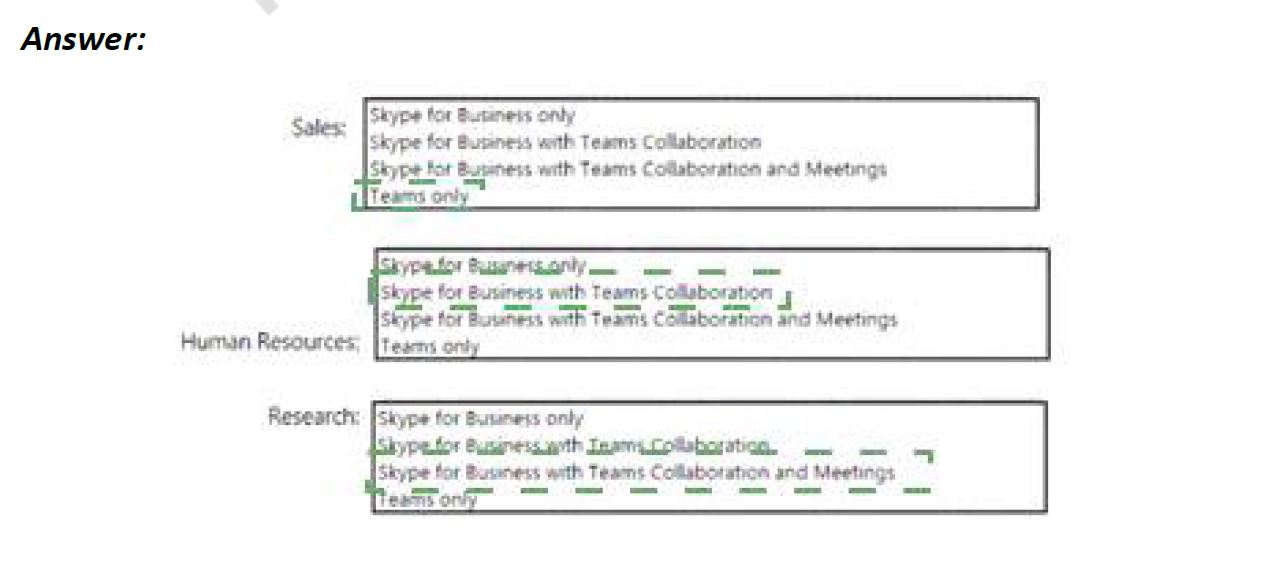 Answer:
Sales:
Skype for Business only
Skype for Business with Teams Collaboration
Skype for Business with Teams Collaboration and Meetings
Teams only
Human Resources:
Skype for Business only
Skype for Business with Teams Collaboration
Skype for Business with Teams Collaboration and Meetings
Teams only
Research:
Skype for Business only
Skype for Business with Teams Collaboration
Skype for Business with Teams Collaboration and Meetings
Teams only